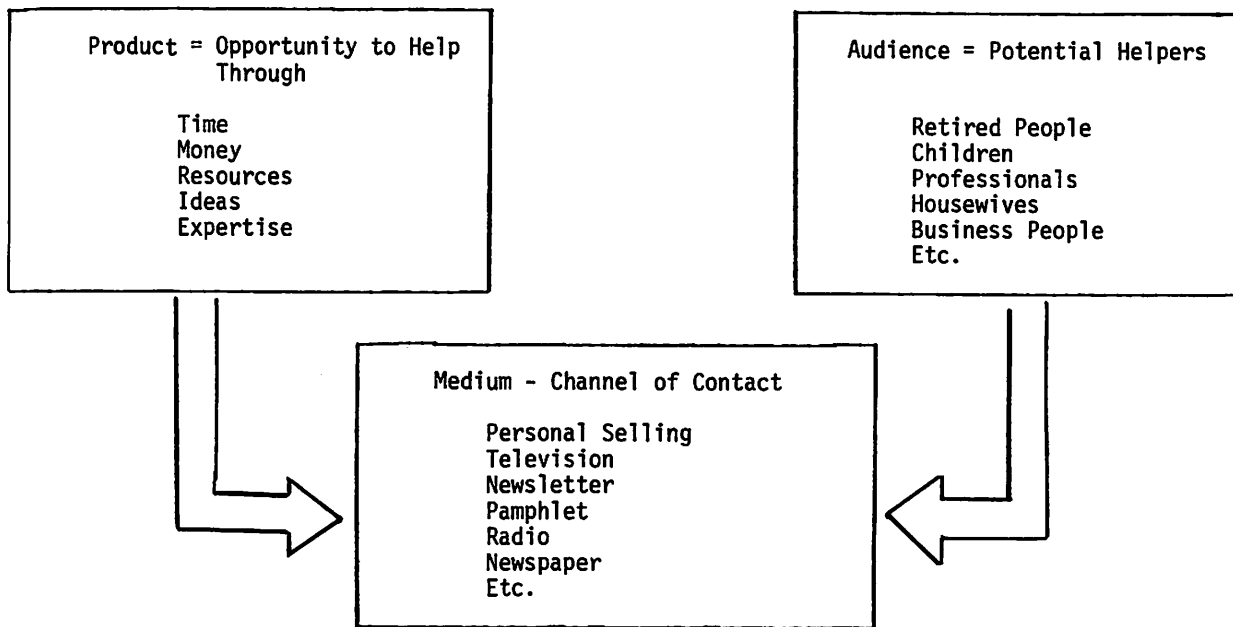 Product = Opportunity to Help
Through
Time
Money
Resources
Ideas
Expertise
Audience = Potential Helpers
Retired People
Children
Professionals
Housewives
Business People
Etc.
Medium - Channel of Contact
Personal Selling
Television
Newsletter
Pamphlet
Radio
Newspaper
Etc.